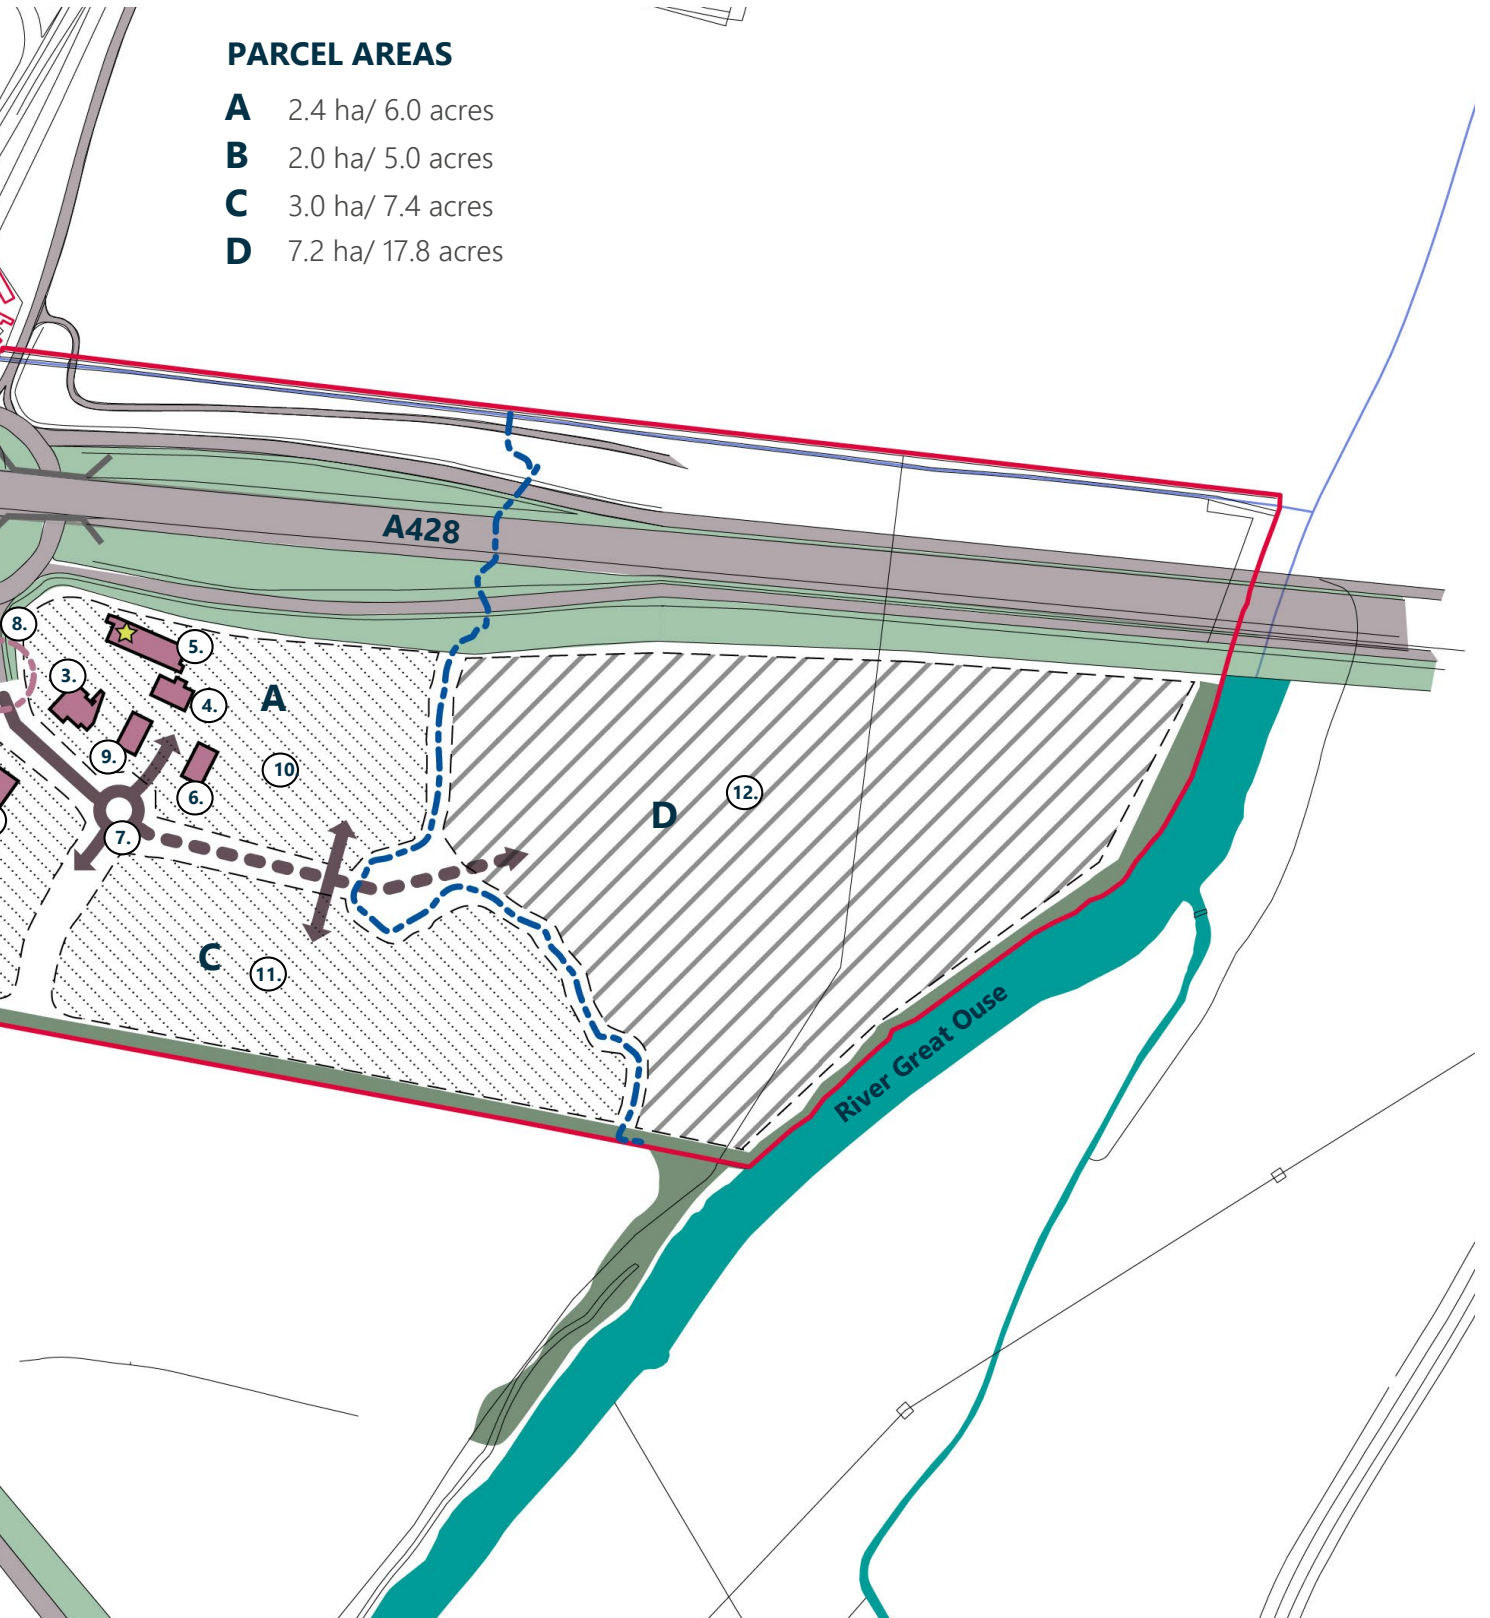 PARCEL AREAS
A 2.4 ha/ 6.0 acres
B 2.0 ha/ 5.0 acres
C 3.0 ha/ 7.4 acres
D 7.2 ha/ 17.8 acres
A428
8.
5.
3.
4.
A
9.
10
6.
12.
D
7.
C
11.
River Great Ouse